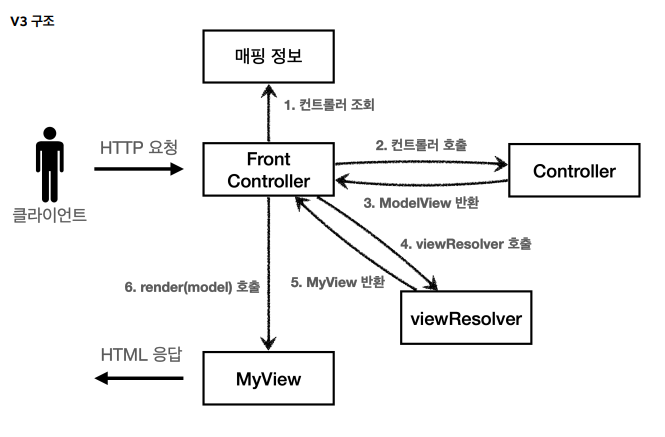 V3 구조
매핑 정보
1. 컨트롤러 조회
HTTP 요청
Front
Controller
2. 컨트롤러 호출
Controller
3. ModelView 반환
클라이언트
4. viewResolver 호출
5. MyView 반환
6. render(model) 호출
viewResolver
HTML 응답
MyView